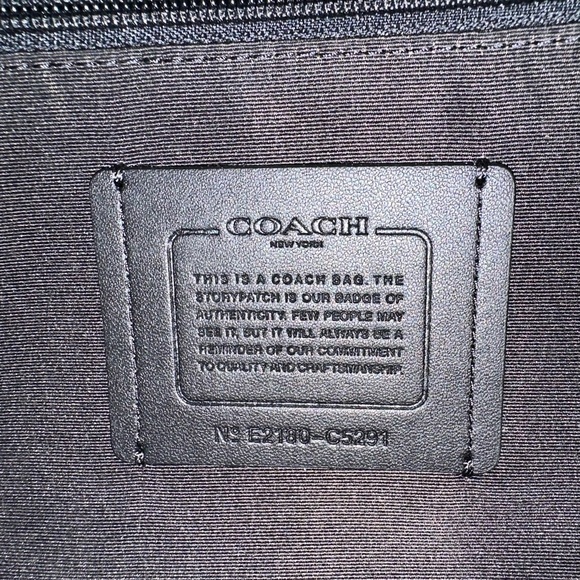 COACH
NEW YORK
THIS IS A COACH BAG. THE
STORYPATCH IS OUR BADGE OF
AUTHENTICITY. FEW PEOPLE MAY
SEE IT, BUT IT WILL ALWAYS BE A
REMINDER OF OUR COMMITMENT
TO QUALITY AND CRAFTSMANSHIP.
Nº E2180-C5291